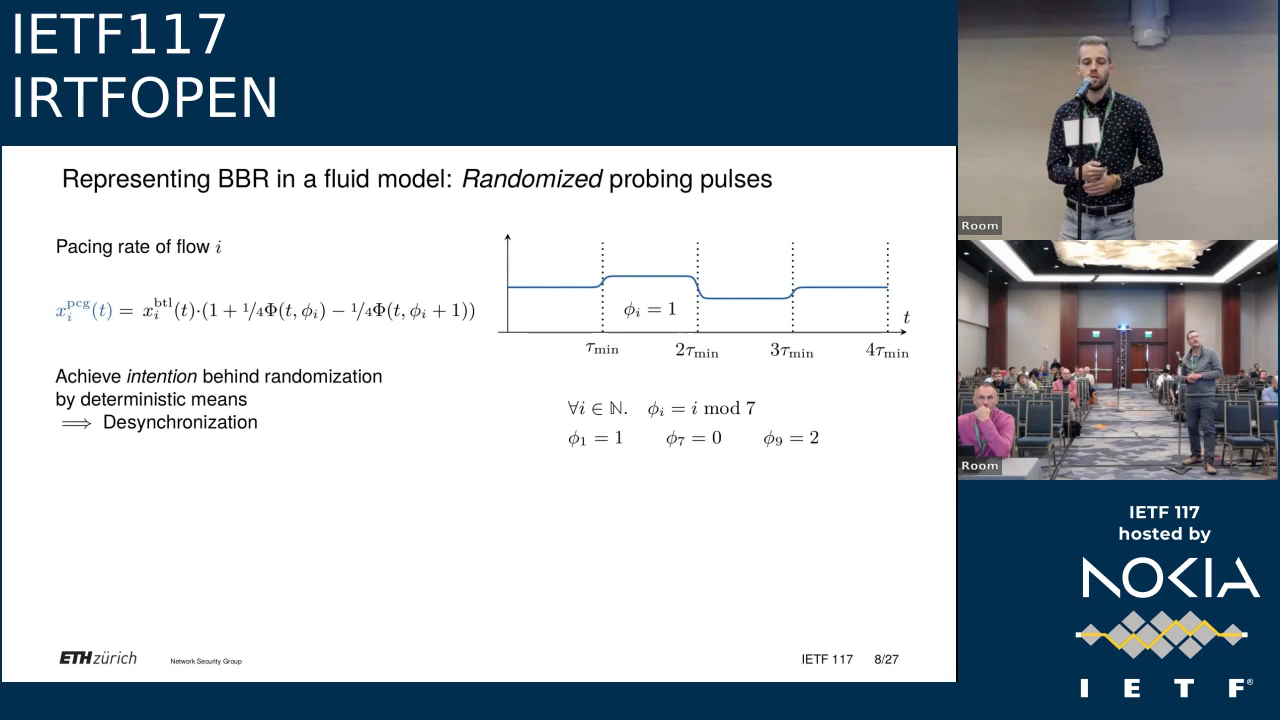 IETF117
IRTFOPEN
Representing BBR in a fluid model: Randomized probing pulses
Pacing rate of flow i
x_i^pcg(t) = x_i^btl(t)·(1 + 1/4Φ(t, ϕ_i) − 1/4Φ(t, ϕ_i + 1))
Achieve intention behind randomization
by deterministic means
⟹ Desynchronization
ϕ_i = 1
t
τ_min 2τ_min 3τ_min 4τ_min
∀i ∈ ℕ. ϕ_i = i mod 7
ϕ_1 = 1 ϕ_7 = 0 ϕ_9 = 2
ETH zürich
Network Security Group
IETF 117 8/27
Room
Room
IETF 117
hosted by
NOKIA
I E T F®